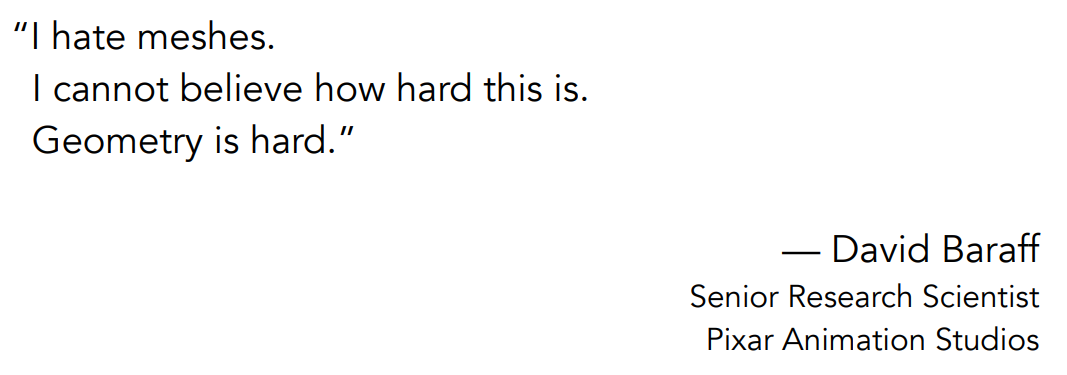 “I hate meshes.
I cannot believe how hard this is.
Geometry is hard.”
— David Baraff
Senior Research Scientist
Pixar Animation Studios